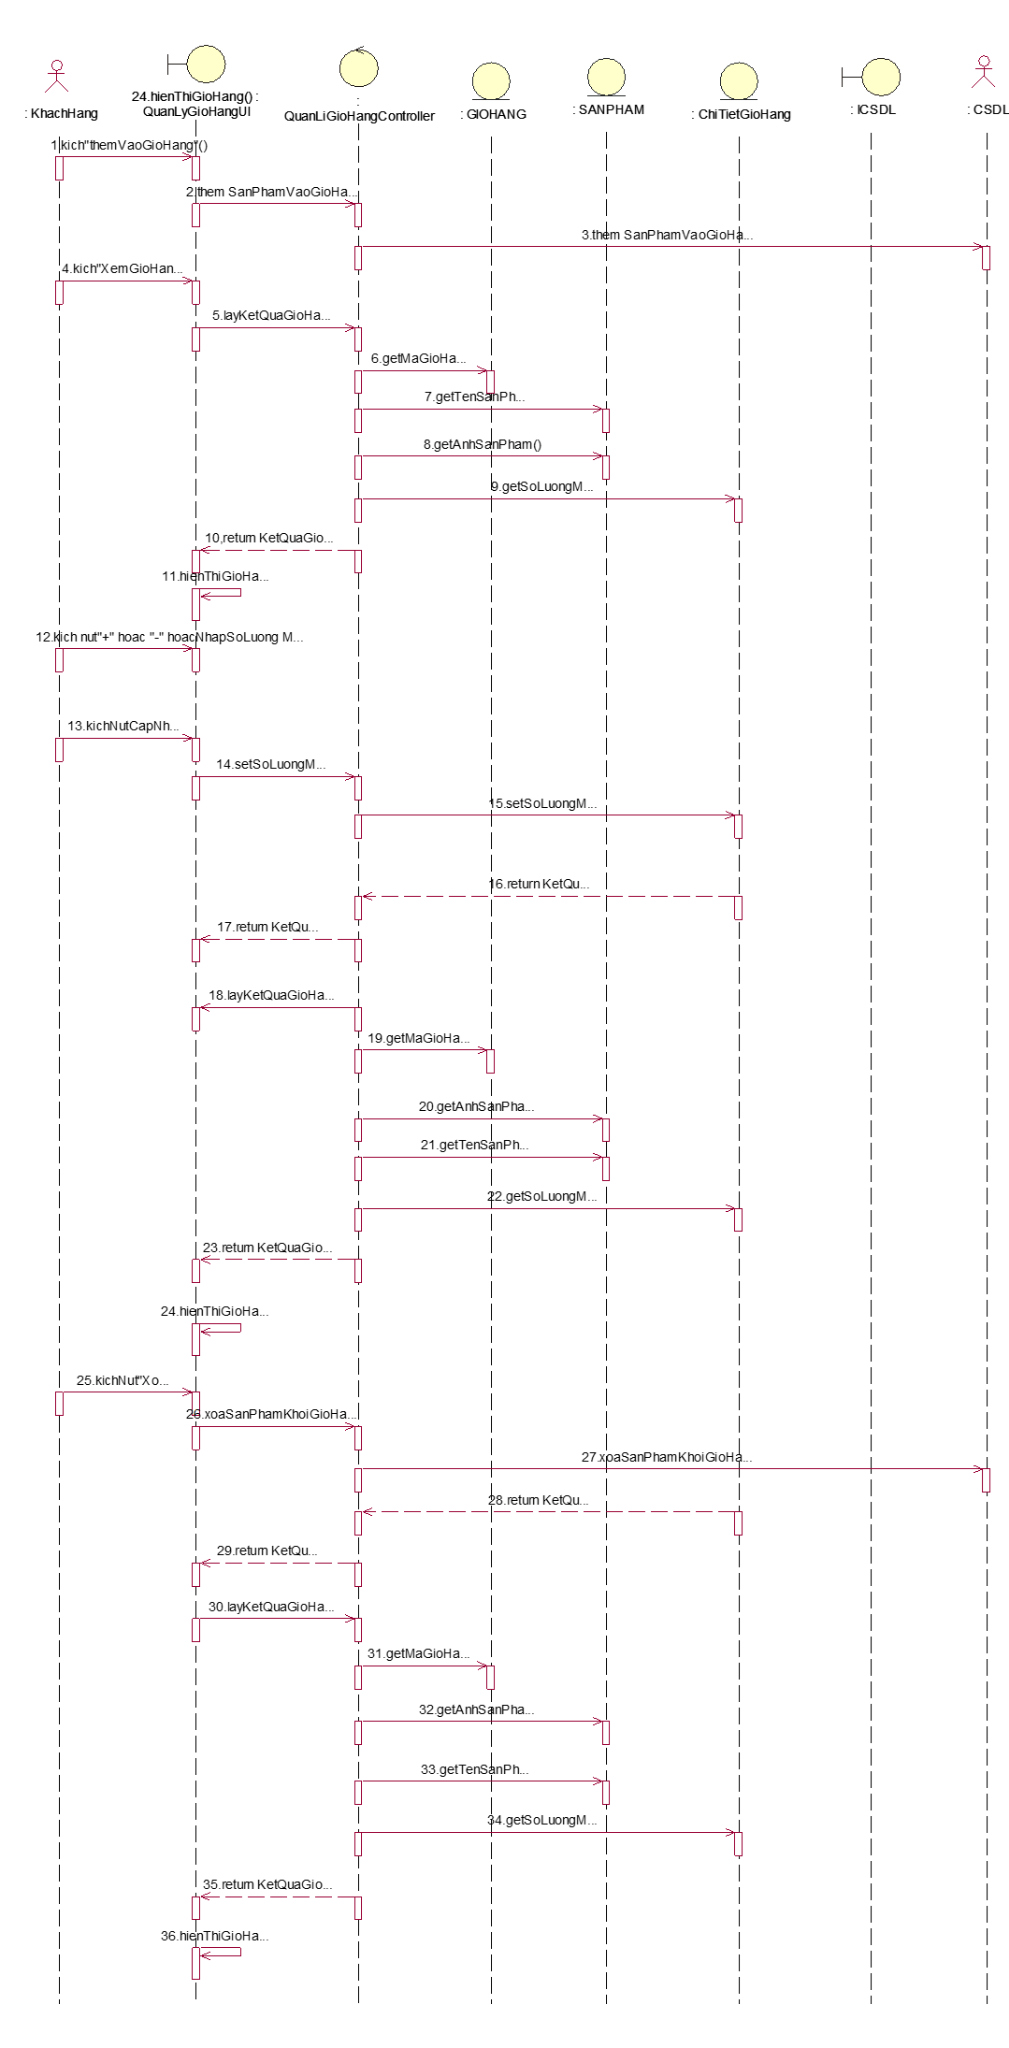 : KhachHang
24.hienThiGioHang() :
QuanLyGioHangUI
:
QuanLiGioHangController
: GIOHANG
: SANPHAM
: ChiTietGioHang
: ICSDL
: CSDL
1.kich"themVaoGioHang"()
2.them SanPhamVaoGioHa...
3.them SanPhamVaoGioHa...
4.kich"XemGioHan...
5.layKetQuaGioHa...
6.getMaGioHa...
7.getTenSanPh...
8.getAnhSanPham()
9.getSoLuongM...
10,return KetQuaGio...
11.hienThiGioHa...
12.kich nut"+" hoac "-" hoacNhapSoLuong M...
13.kichNutCapNh...
14.setSoLuongM...
15.setSoLuongM...
16.return KetQu...
17.return KetQu...
18.layKetQuaGioHa...
19.getMaGioHa...
20.getAnhSanPha...
21.getTenSanPh...
22.getSoLuongM...
23.return KetQuaGio...
24.hienThiGioHa...
25.kichNut"Xo...
26.xoaSanPhamKhoiGioHa...
27.xoaSanPhamKhoiGioHa...
28.return KetQu...
29.return KetQu...
30.layKetQuaGioHa...
31.getMaGioHa...
32.getAnhSanPha...
33.getTenSanPh...
34.getSoLuongM...
35.return KetQuaGio...
36.hienThiGioHa...